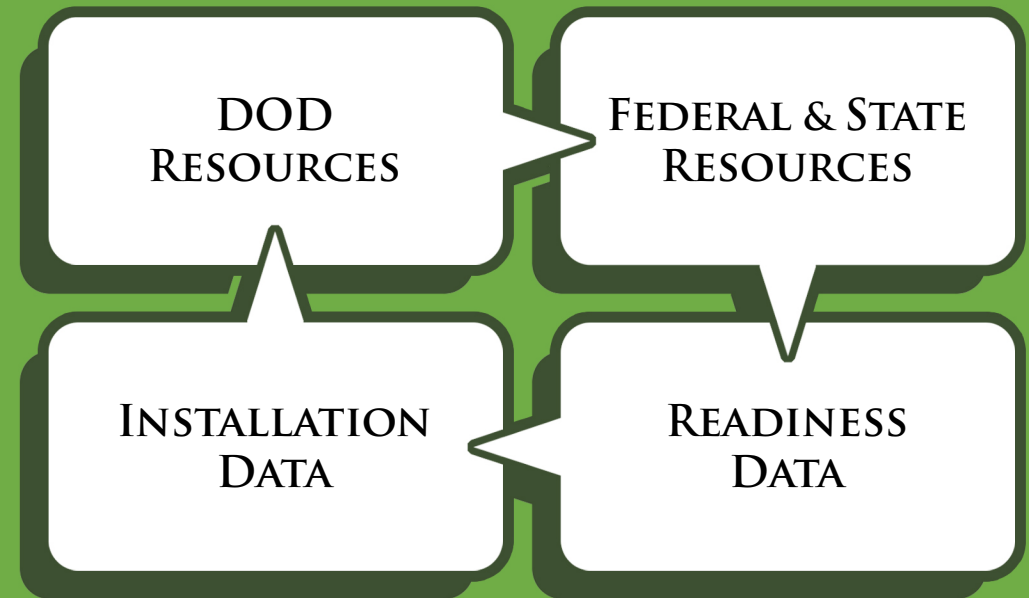 DOD
RESOURCES
FEDERAL & STATE
RESOURCES
INSTALLATION
DATA
READINESS
DATA